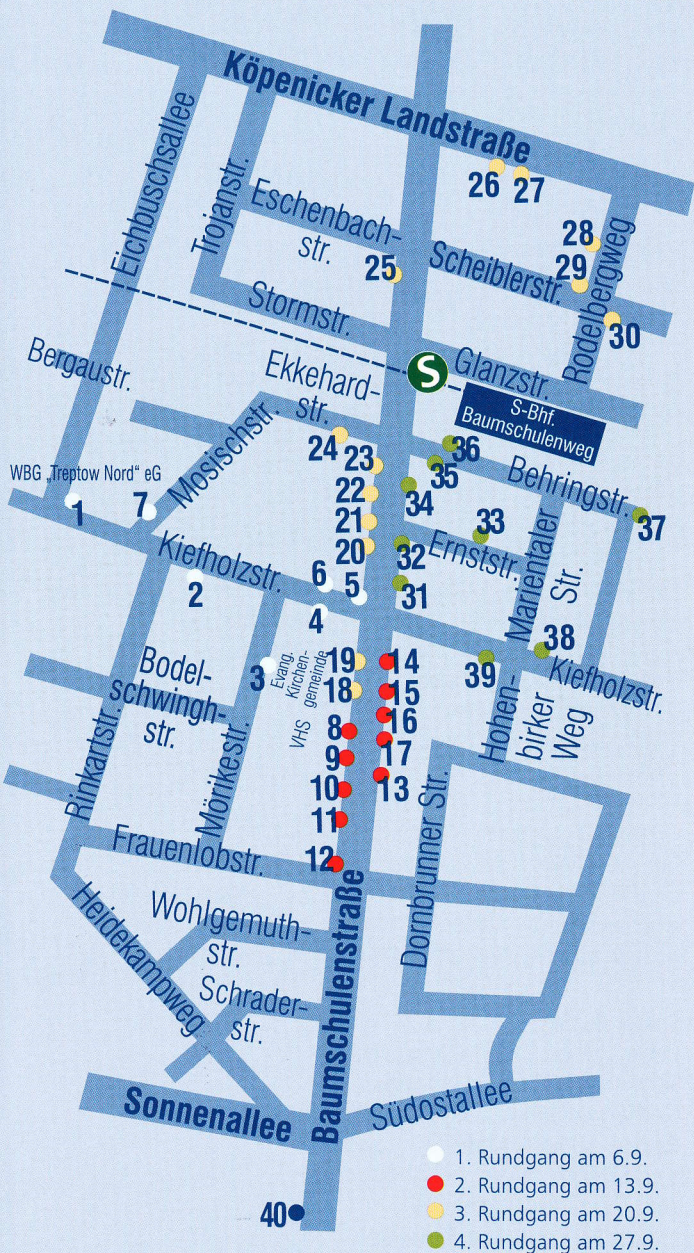 Köpenicker Landstraße
26
27
Eichbuschsallee
Trojanstr.
Eschenbach-
str.
25
Scheiblerstr.
28
29
30
Rodelbergweg
Stormstr.
S
Glanzstr.
S-Bhf.
Baumschulenweg
Bergaustr.
Ekkehard-
str.
Mosischstr.
24
23
22
21
20
36
35
34
33
32
31
Behringstr.
37
Ernststr.
Marientaler
Str.
WBG „Treptow Nord" eG
1
7
Kiefholzstr.
2
6
5
4
3
Evang.
Kirchen-
gemeinde
VHS
19
18
14
15
16
17
13
39
38
Kiefholzstr.
Hohen-
birker
Weg
Bodel-
schwingh-
str.
Rinkartstr.
Mörikestr.
8
9
10
11
12
Frauenlobstr.
Dornbrunner Str.
Wohlgemuth-
str.
Heidekampweg
Schrader-
str.
Baumschulenstraße
Sonnenallee
Südostallee
40
1. Rundgang am 6.9.
2. Rundgang am 13.9.
3. Rundgang am 20.9.
4. Rundgang am 27.9.